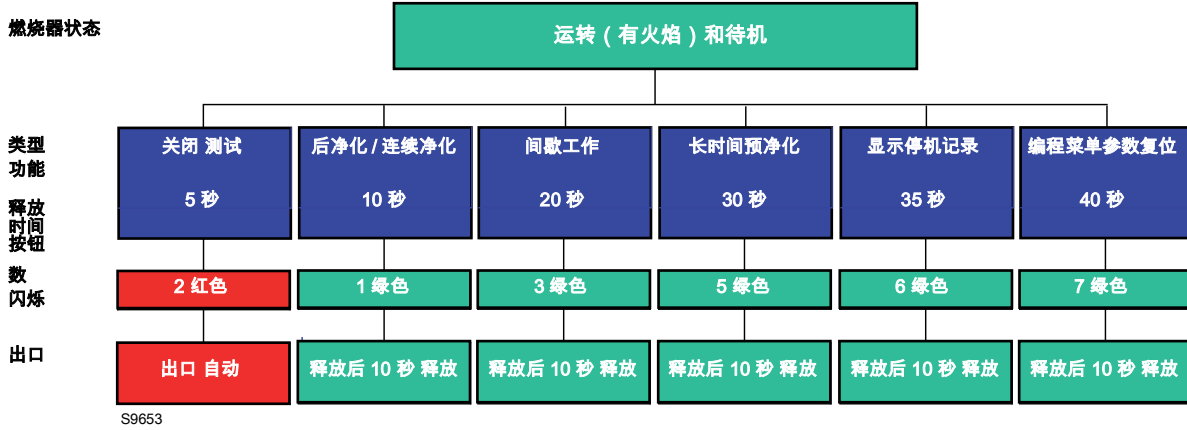 燃烧器状态
运转（有火焰）和待机
类型
功能
关闭 测试
后净化 / 连续净化
间歇工作
长时间预净化
显示停机记录
编程菜单参数复位
释放
时间
按钮
5 秒
10 秒
20 秒
30 秒
35 秒
40 秒
数
闪烁
2 红色
1 绿色
3 绿色
5 绿色
6 绿色
7 绿色
出口
出口 自动
释放后 10 秒 释放
释放后 10 秒 释放
释放后 10 秒 释放
释放后 10 秒 释放
释放后 10 秒 释放
S9653